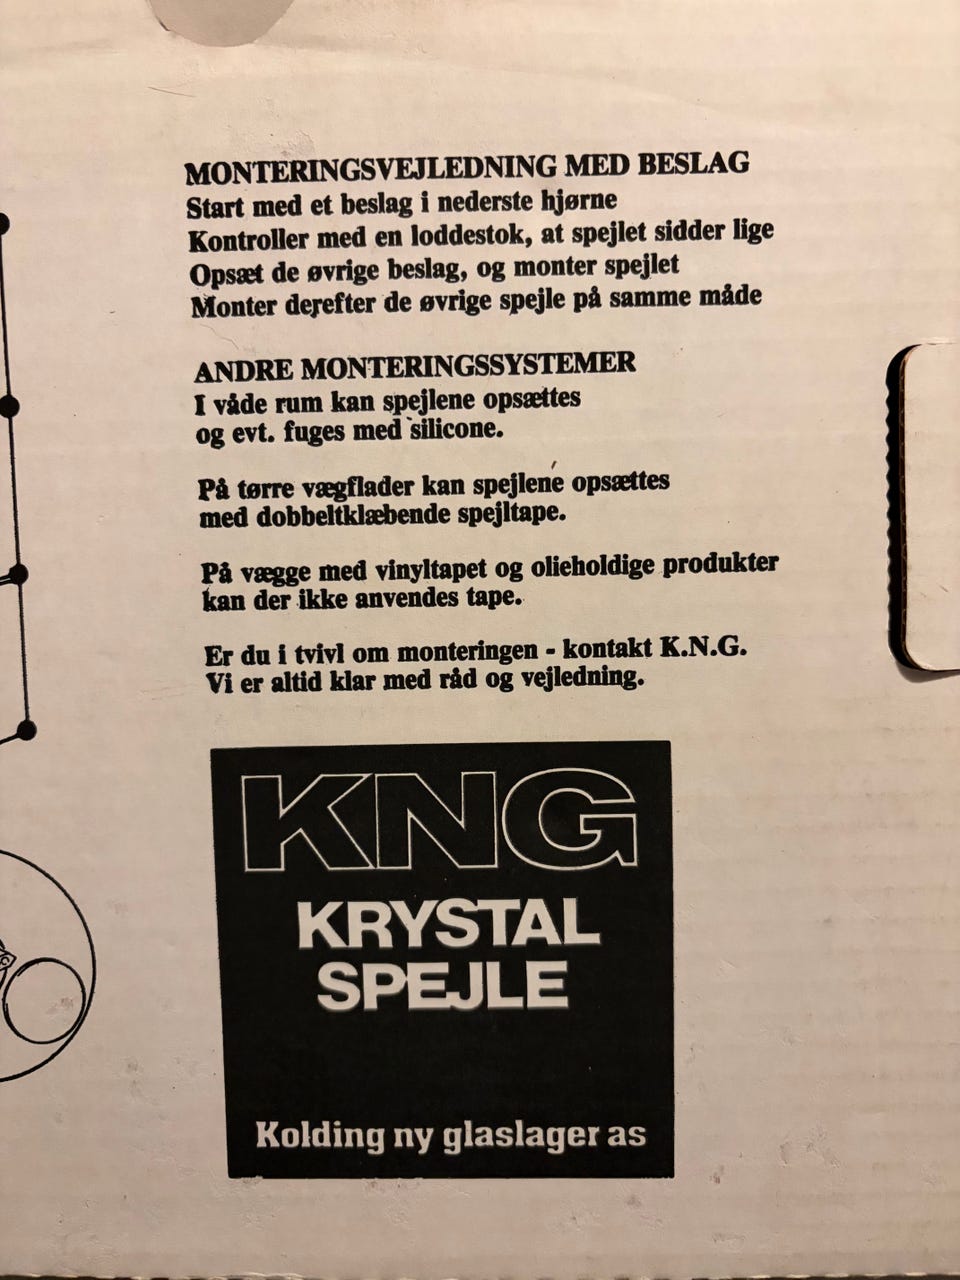 MONTERINGSVEJLEDNING MED BESLAG
Start med et beslag i nederste hjørne
Kontroller med en loddestok, at spejlet sidder lige
Opsæt de øvrige beslag, og monter spejlet
Monter derefter de øvrige spejle på samme måde
ANDRE MONTERINGSSYSTEMER
I våde rum kan spejlene opsættes
og evt. fuges med silicone.
På tørre vægflader kan spejlene opsættes
med dobbeltklæbende spejltape.
På vægge med vinyltapet og olieholdige produkter
kan der ikke anvendes tape.
Er du i tvivl om monteringen - kontakt K.N.G.
Vi er altid klar med råd og vejledning.
KNG
KRYSTAL
SPEJLE
Kolding ny glaslager as